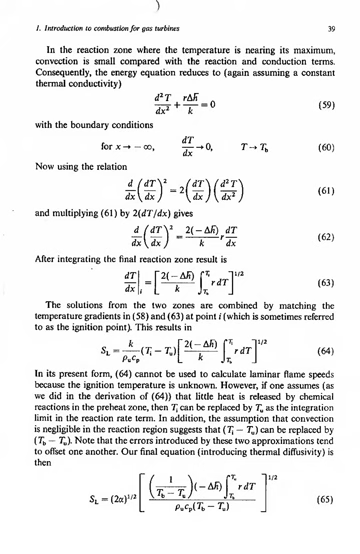 1. Introduction to combustion for gas turbines 39
In the reaction zone where the temperature is nearing its maximum,
convection is small compared with the reaction and conduction terms.
Consequently, the energy equation reduces to (again assuming a constant
thermal conductivity)
d²T/dx² + rΔh̄/k = 0 (59)
with the boundary conditions
for x → − ∞, dT/dx → 0, T → T_b (60)
Now using the relation
d/dx (dT/dx)² = 2(dT/dx)(d²T/dx²) (61)
and multiplying (61) by 2(dT/dx) gives
d/dx (dT/dx)² = 2(−Δh̄)/k r dT/dx (62)
After integrating the final reaction zone result is
dT/dx|_i = [2(−Δh̄)/k ∫ r dT]^1/2 (63)
The solutions from the two zones are combined by matching the
temperature gradients in (58) and (63) at point i (which is sometimes referred
to as the ignition point). This results in
S_L = k/ρ_u c_p (T_i − T_u)[2(−Δh̄)/k ∫ r dT]^1/2 (64)
In its present form, (64) cannot be used to calculate laminar flame speeds
because the ignition temperature is unknown. However, if one assumes (as
we did in the derivation of (64)) that little heat is released by chemical
reactions in the preheat zone, then T_i can be replaced by T_u as the integration
limit in the reaction rate term. In addition, the assumption that convection
is negligible in the reaction region suggests that (T_i − T_u) can be replaced by
(T_b − T_u). Note that the errors introduced by these two approximations tend
to offset one another. Our final equation (introducing thermal diffusivity) is
then
S_L = (2α)^1/2 [(1/(T_b − T_u))(−Δh̄) ∫ r dT / ρ_u c_p(T_b − T_u)]^1/2 (65)